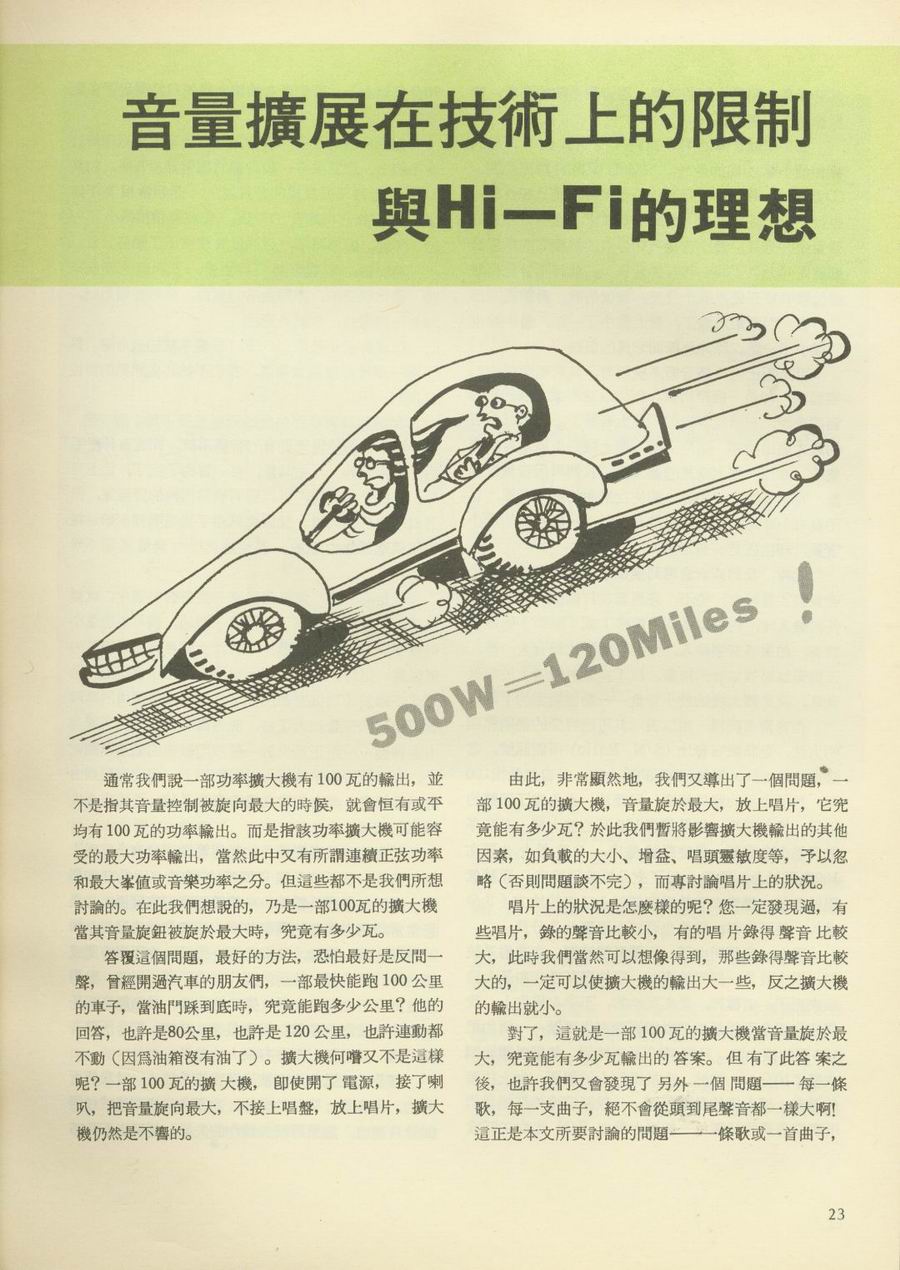 音量擴展在技術上的限制
與Hi—Fi的理想
500W=120Miles!
通常我們說一部功率擴大機有100瓦的輸出，並
不是指其音量控制被旋向最大的時候，就會恒有或平
均有100瓦的功率輸出。而是指該功率擴大機可能容
受的最大功率輸出，當然此中又有所謂連續正弦功率
和最大峯值或音樂功率之分。但這些都不是我們所想
討論的。在此我們想說的，乃是一部100瓦的擴大機
當其音量旋鈕被旋於最大時，究竟有多少瓦。
答覆這個問題，最好的方法，恐怕最好是反問一
聲，曾經開過汽車的朋友們，一部最快能跑100公里
的車子，當油門踩到底時，究竟能跑多少公里？他的
回答，也許是80公里，也許是120公里，也許連動都
不動（因爲油箱沒有油了）。擴大機何嚐又不是這樣
呢？一部100瓦的擴大機，卽使開了電源，接了喇
叭，把音量旋向最大，不接上唱盤，放上唱片，擴大
機仍然是不響的。
由此，非常顯然地，我們又導出了一個問題，一
部100瓦的擴大機，音量旋於最大，放上唱片，它究
竟能有多少瓦？於此我們暫將影響擴大機輸出的其他
因素，如負載的大小、增益、唱頭靈敏度等，予以忽
略（否則問題談不完），而專討論唱片上的狀況。
唱片上的狀況是怎麼樣的呢？您一定發現過，有
些唱片，錄的聲音比較小，有的唱片錄得聲音比較
大，此時我們當然可以想像得到，那些錄得聲音比較
大的，一定可以使擴大機的輸出大一些，反之擴大機
的輸出就小。
對了，這就是一部100瓦的擴大機當音量旋於最
大，究竟能有多少瓦輸出的答案。但有了此答案之
後，也許我們又會發現了另外一個問題——每一條
歌，每一支曲子，絕不會從頭到尾聲音都一樣大啊！
這正是本文所要討論的問題——一條歌或一首曲子，
23